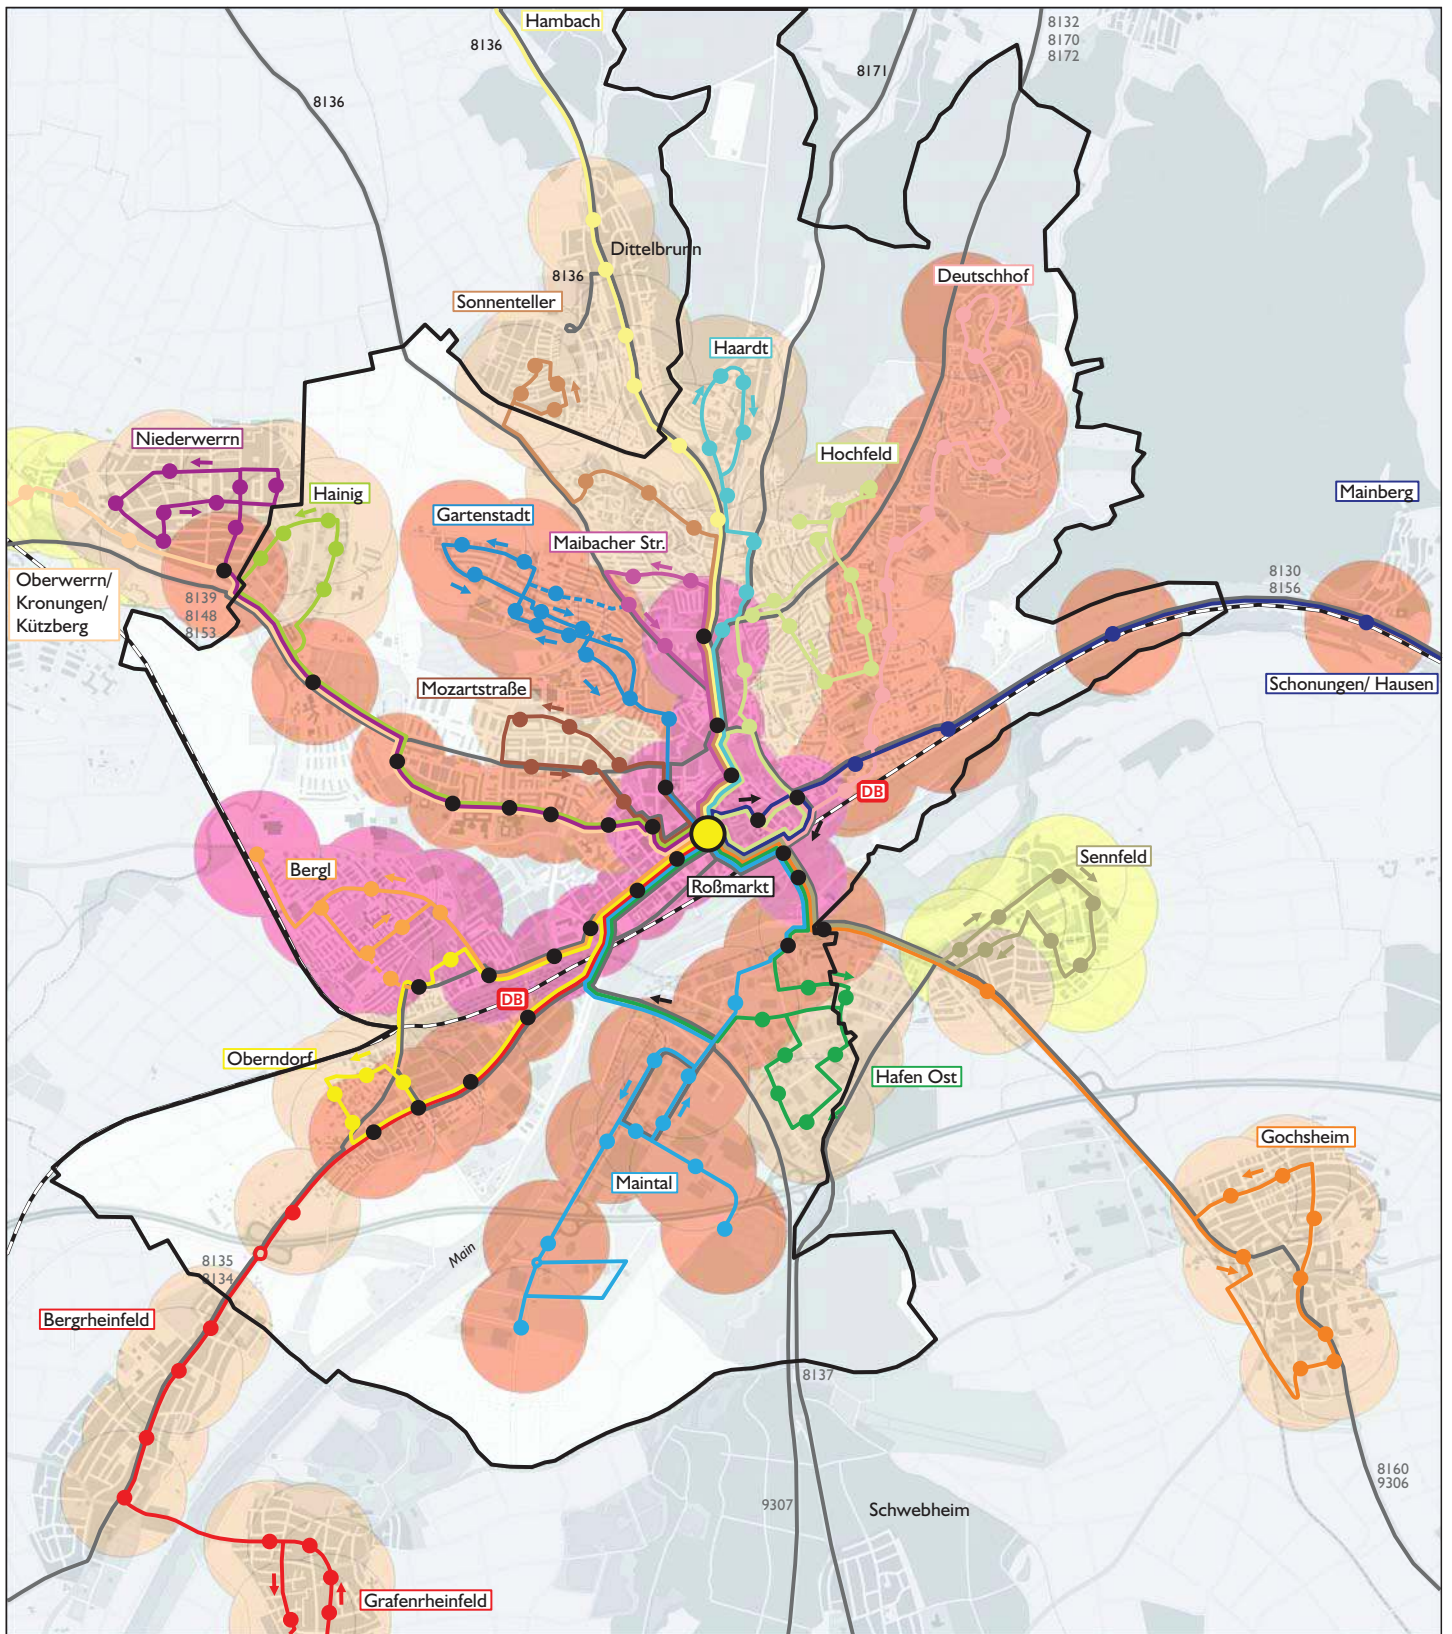 Hambach
8132
8170
8172
8136
8171
8136
Dittelbrunn
8136
Deutschhof
Sonnenteller
Haardt
Niederwerrn
Hochfeld
Hainig
Mainberg
Gartenstadt
Maibacher Str.
Oberwerrn/
Kronungen/
Kützberg
8130
8156
8139
8148
8153
Mozartstraße
Schonungen/ Hausen
DB
Sennfeld
Bergl
Roßmarkt
DB
Oberndorf
Hafen Ost
Gochsheim
Maintal
Main
8135
8134
Bergrheinfeld
8137
8160
9306
9307
Schwebheim
Grafenrheinfeld